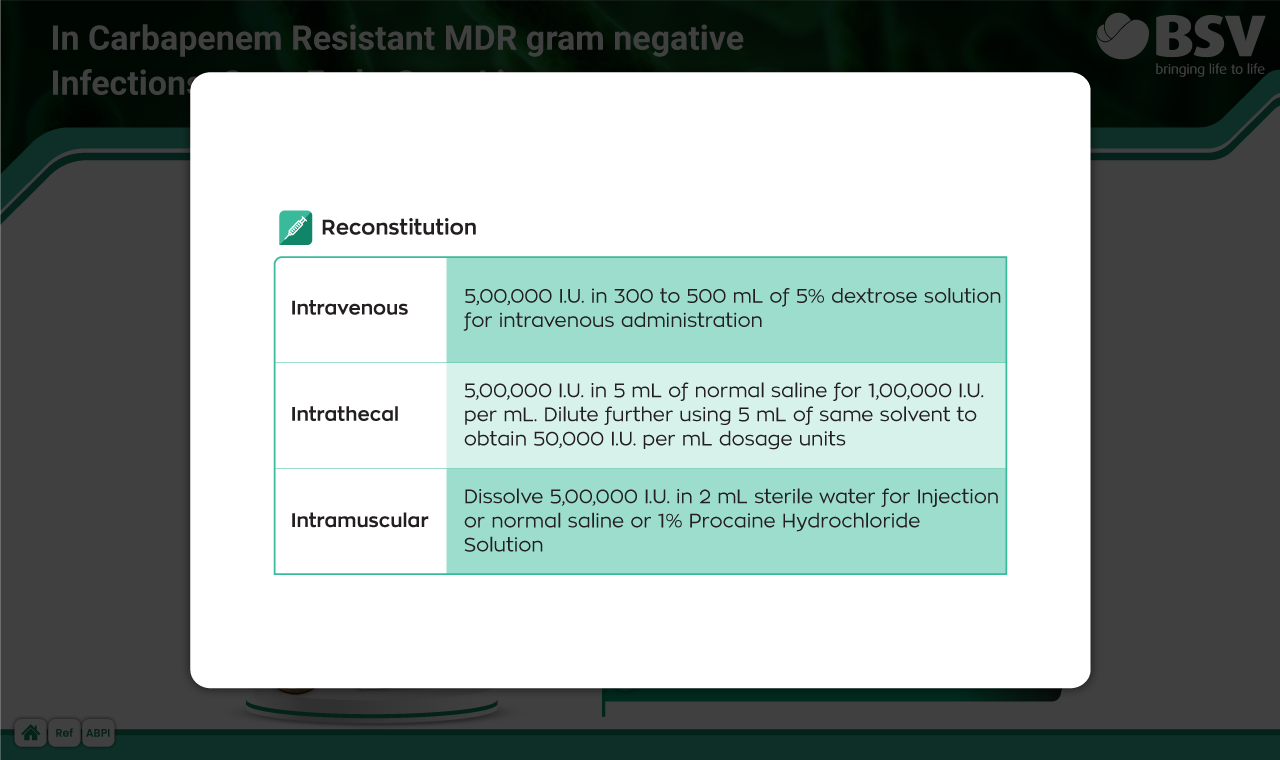 In Carbapenem Resistant MDR gram negative
Infections
BSV
bringing life to life
Reconstitution
Intravenous
5,00,000 I.U. in 300 to 500 mL of 5% dextrose solution
for intravenous administration
Intrathecal
5,00,000 I.U. in 5 mL of normal saline for 1,00,000 I.U.
per mL. Dilute further using 5 mL of same solvent to
obtain 50,000 I.U. per mL dosage units
Intramuscular
Dissolve 5,00,000 I.U. in 2 mL sterile water for Injection
or normal saline or 1% Procaine Hydrochloride
Solution
Ref
ABPI